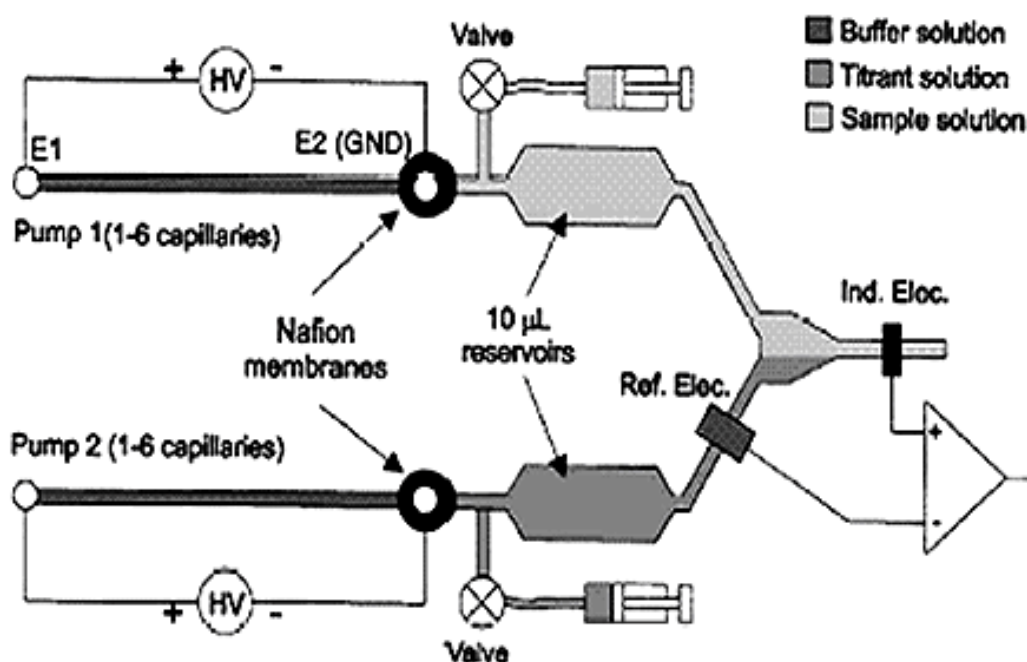 Valve
Buffer solution
Titrant solution
Sample solution
+ HV -
E1
E2 (GND)
Pump 1(1-6 capillaries)
Nafion
membranes
10 µL
reservoirs
Ind. Eloc.
Ref. Elec.
+
-
Pump 2 (1-6 capillaries)
+ HV -
Valve